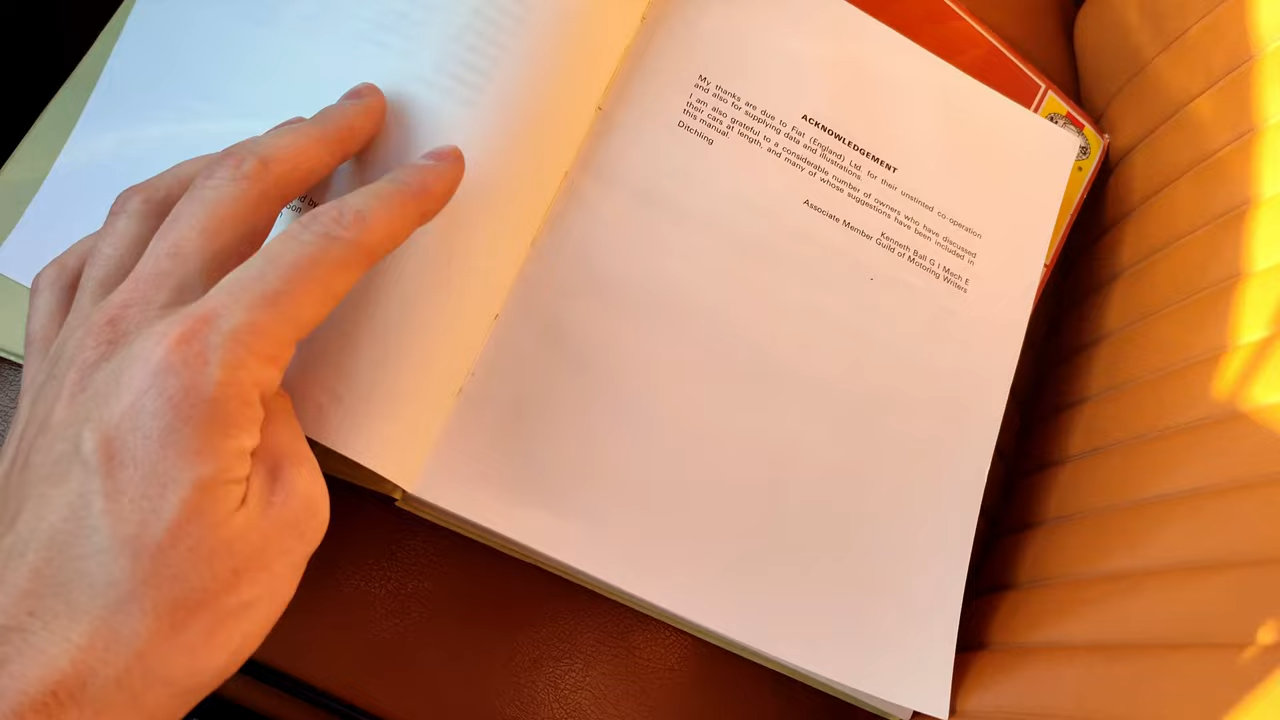 nd by
son
ACKNOWLEDGEMENT
My thanks are due to Fiat (England) Ltd. for their unstinted co-operation
and also for supplying data and illustrations.
I am also grateful to a considerable number of owners who have discussed
their cars at length, and many of whose suggestions have been included in
this manual.
Kenneth Ball G I Mech E
Associate Member Guild of Motoring Writers
Ditchling